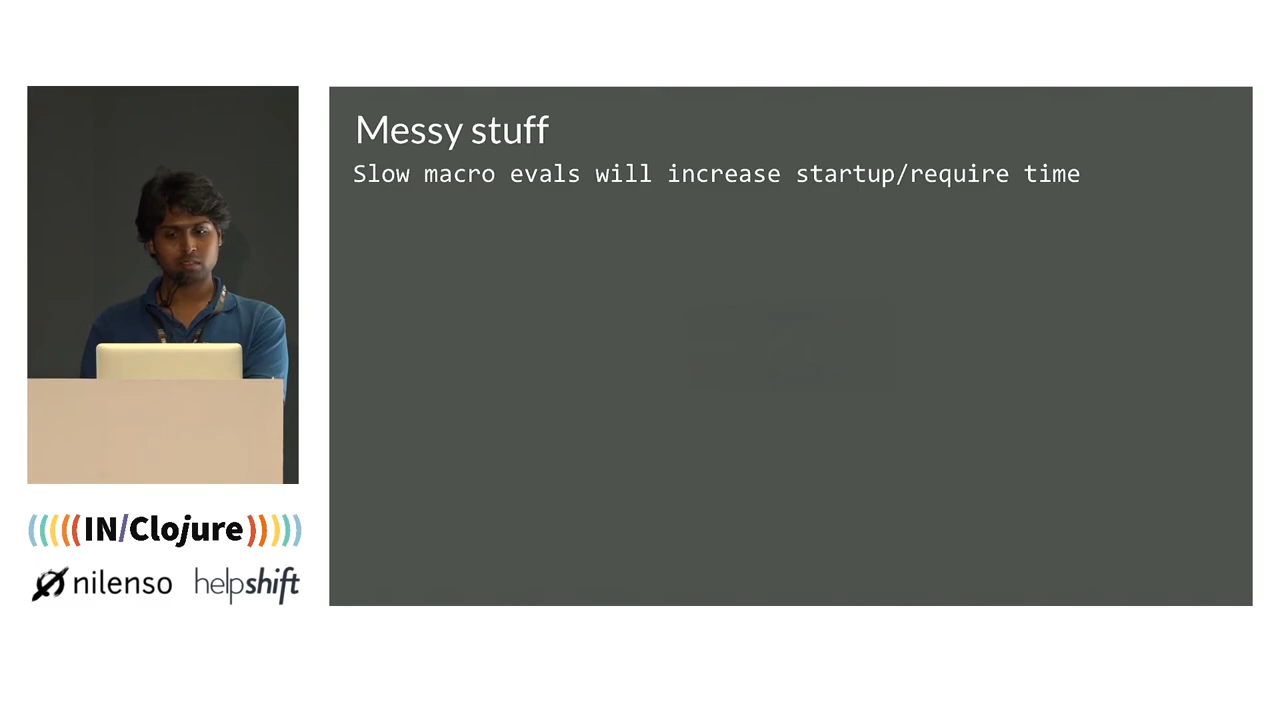 Messy stuff
Slow macro evals will increase startup/require time
(((((IN/Clojure)))))
nilenso helpshift